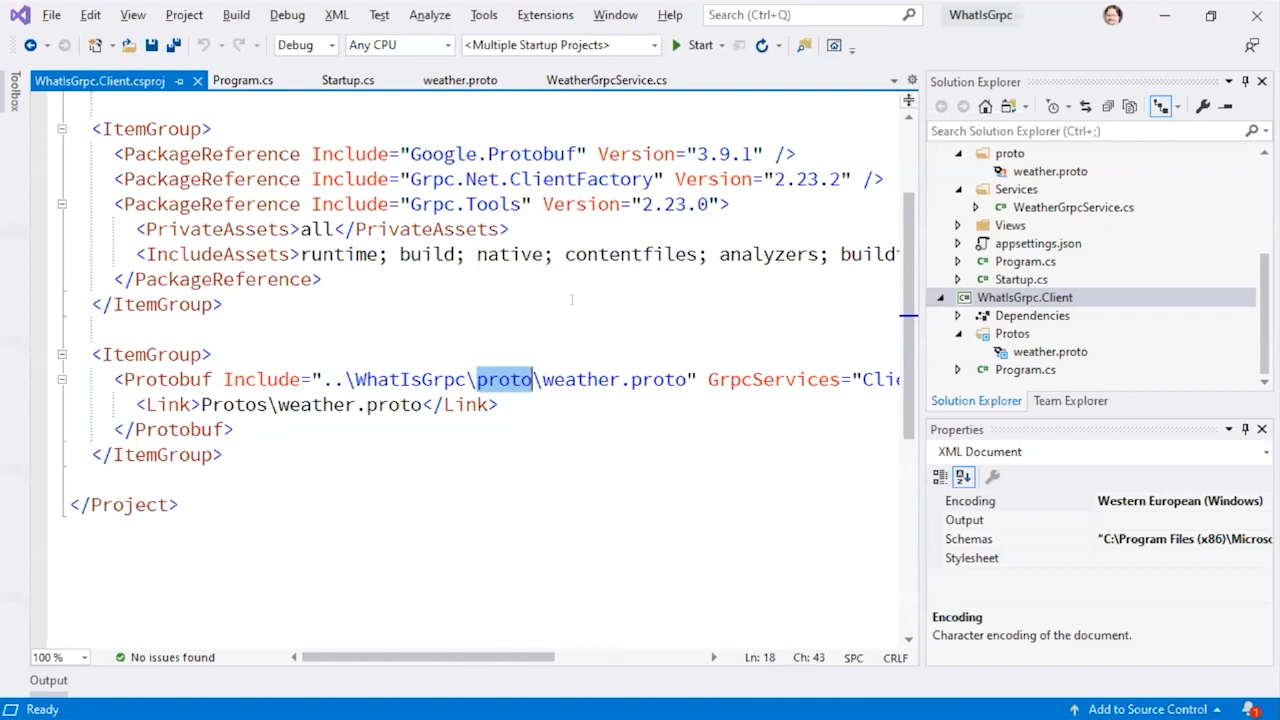 File Edit View Project Build Debug XML Test Analyze Tools Extensions Window Help Search (Ctrl+Q) WhatIsGrpc
Debug Any CPU <Multiple Startup Projects> Start
Toolbox
WhatIsGrpc.Client.csproj Program.cs Startup.cs weather.proto WeatherGrpcService.cs
<ItemGroup>
<PackageReference Include="Google.Protobuf" Version="3.9.1" />
<PackageReference Include="Grpc.Net.ClientFactory" Version="2.23.2" />
<PackageReference Include="Grpc.Tools" Version="2.23.0">
<PrivateAssets>all</PrivateAssets>
<IncludeAssets>runtime; build; native; contentfiles; analyzers; build
</PackageReference>
</ItemGroup>
<ItemGroup>
<Protobuf Include="..\WhatIsGrpc\proto\weather.proto" GrpcServices="Clie
<Link>Protos\weather.proto</Link>
</Protobuf>
</ItemGroup>
</Project>
100 % No issues found Ln: 18 Ch: 43 SPC CRLF
Output
Solution Explorer
Search Solution Explorer (Ctrl+;)
proto
weather.proto
Services
WeatherGrpcService.cs
Views
appsettings.json
Program.cs
Startup.cs
WhatIsGrpc.Client
Dependencies
Protos
weather.proto
Program.cs
Solution Explorer Team Explorer
Properties
XML Document
Encoding Western European (Windows)
Output
Schemas "C:\Program Files (x86)\Microsc
Stylesheet
Encoding
Character encoding of the document.
Ready Add to Source Control 1